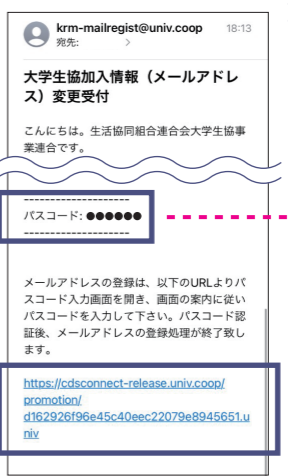 krm-mailregist@univ.coop 18:13
宛先: >
大学生協加入情報（メールアドレ
ス）変更受付
こんにちは。生活協同組合連合会大学生協事
業連合です。
--------------------
パスコード: ●●●●●●
--------------------
メールアドレスの登録は、以下のURLよりパ
スコード入力画面を開き、画面の案内に従い
パスコードを入力して下さい。パスコード認
証後、メールアドレスの登録処理が終了致し
ます。
https://cdsconnect-release.univ.coop/
promotion/
d162926f96e45c40eec22079e8945651.u
niv